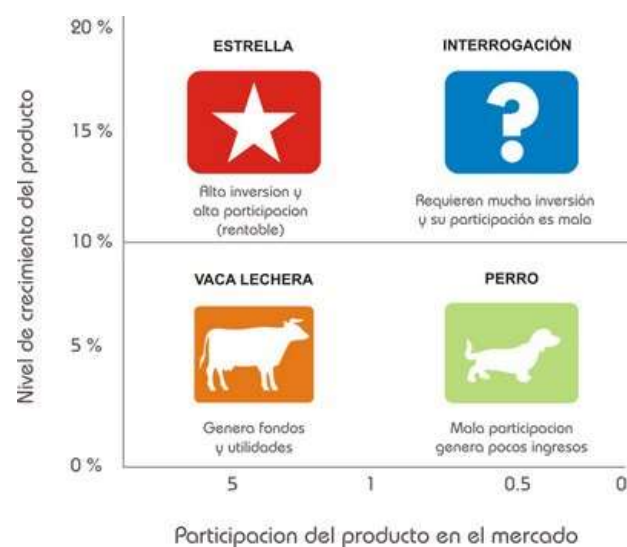 20 %
ESTRELLA
INTERROGACIÓN
15 %
?
Alta inversion y
alta participacion
(rentable)
Requieren mucha inversión
y su participación es mala
10 %
VACA LECHERA
PERRO
5 %
Genera fondos
y utilidades
Mala participacion
genera pocos ingresos
0 %
5
1
0.5
0
Nivel de crecimiento del producto
Participacion del producto en el mercado